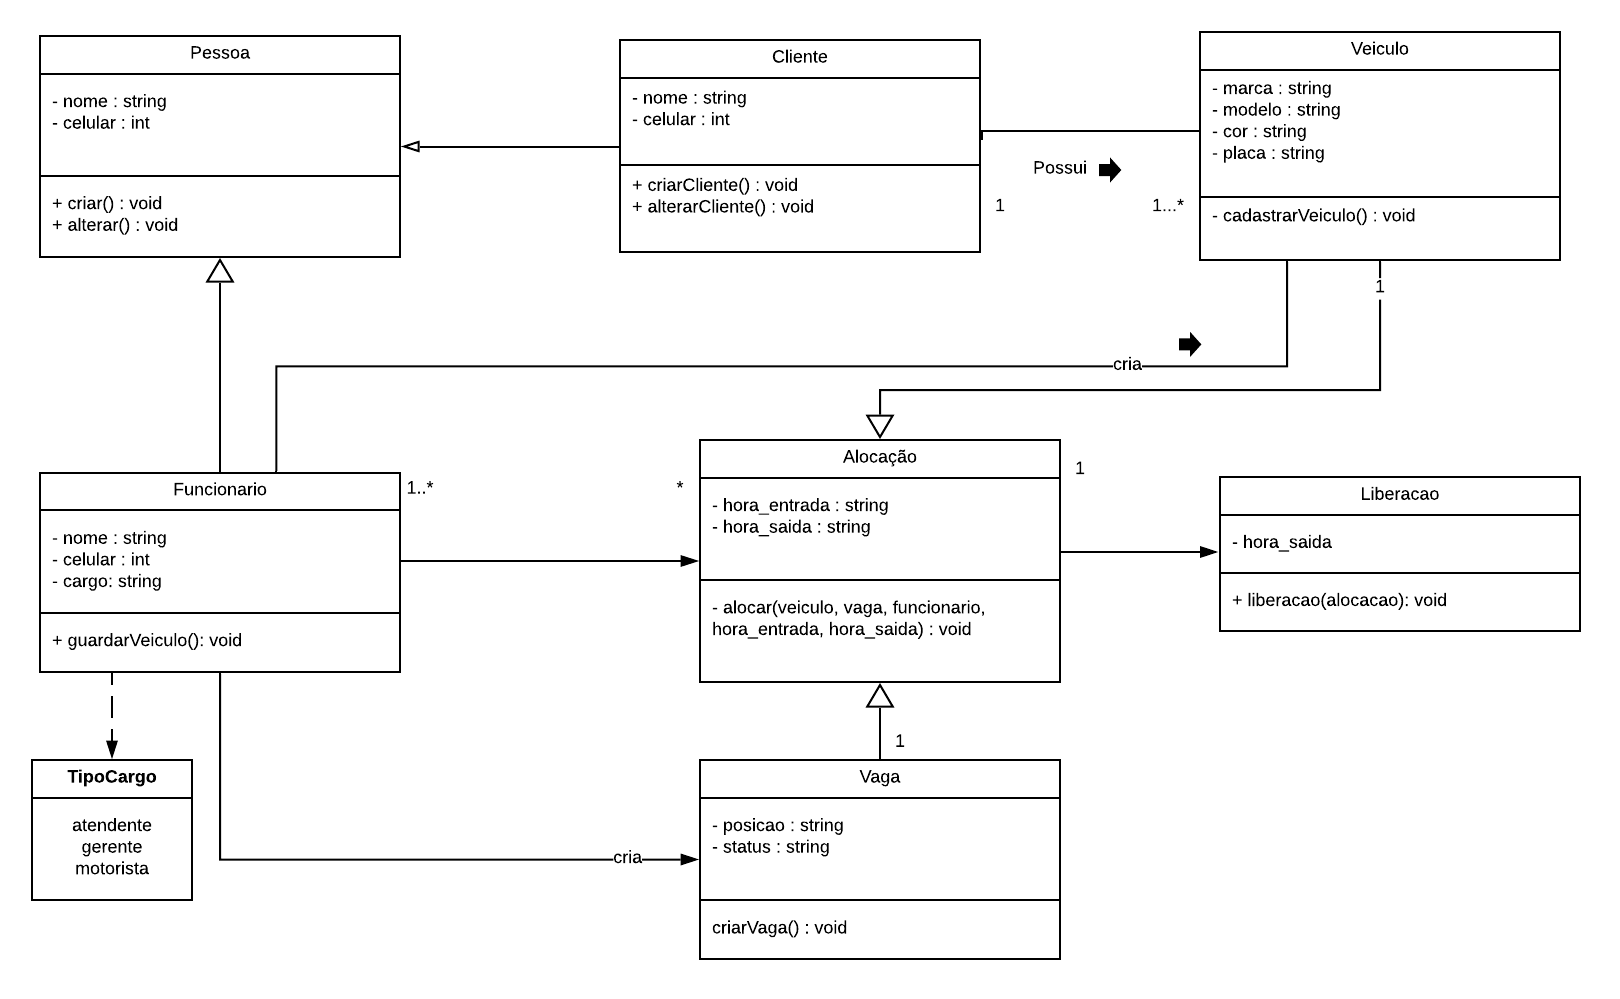 Pessoa
- nome : string
- celular : int
+ criar() : void
+ alterar() : void
Cliente
- nome : string
- celular : int
+ criarCliente() : void
+ alterarCliente() : void
Possui
1
1...*
Veiculo
- marca : string
- modelo : string
- cor : string
- placa : string
- cadastrarVeiculo() : void
1
cria
Funcionario
- nome : string
- celular : int
- cargo: string
+ guardarVeiculo(): void
1..*
*
Alocação
- hora_entrada : string
- hora_saida : string
- alocar(veiculo, vaga, funcionario,
hora_entrada, hora_saida) : void
1
Liberacao
- hora_saida
+ liberacao(alocacao): void
TipoCargo
atendente
gerente
motorista
cria
1
Vaga
- posicao : string
- status : string
criarVaga() : void